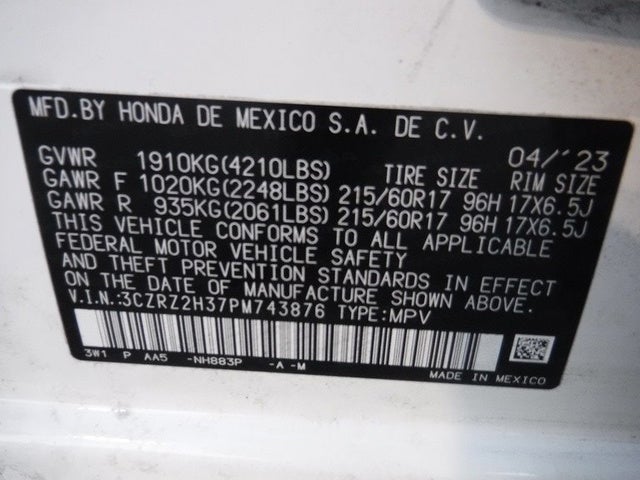 MFD.BY HONDA DE MEXICO S.A. DE C.V.
04/'23
GVWR 1910KG(4210LBS) TIRE SIZE RIM SIZE
GAWR F 1020KG(2248LBS) 215/60R17 96H 17X6.5J
GAWR R 935KG(2061LBS) 215/60R17 96H 17X6.5J
THIS VEHICLE CONFORMS TO ALL APPLICABLE
FEDERAL MOTOR VEHICLE SAFETY
AND THEFT PREVENTION STANDARDS IN EFFECT
ON THE DATE OF MANUFACTURE SHOWN ABOVE.
V.I.N.:3CZRZ2H37PM743876 TYPE:MPV
3W1 P AA5 -NH883P -A -M
MADE IN MEXICO